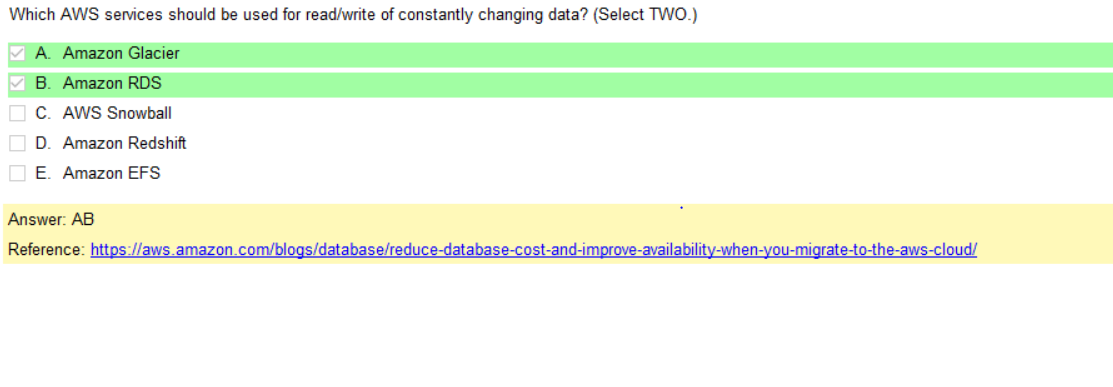 Which AWS services should be used for read/write of constantly changing data? (Select TWO.)
A. Amazon Glacier
B. Amazon RDS
C. AWS Snowball
D. Amazon Redshift
E. Amazon EFS
Answer: AB
Reference: https://aws.amazon.com/blogs/database/reduce-database-cost-and-improve-availability-when-you-migrate-to-the-aws-cloud/